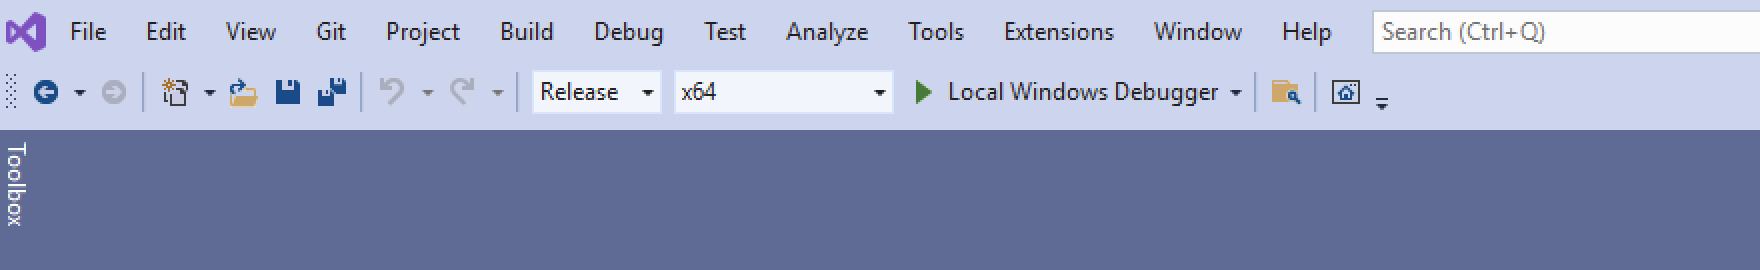 File Edit View Git Project Build Debug Test Analyze Tools Extensions Window Help Search (Ctrl+Q)
Release x64 Local Windows Debugger
Toolbox